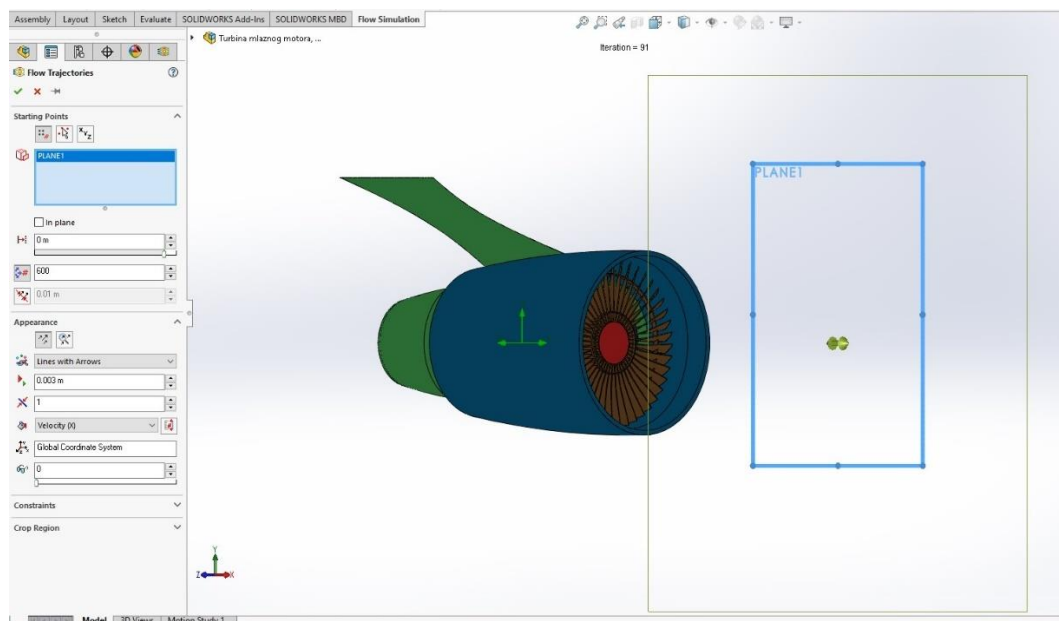 Assembly Layout Sketch Evaluate SOLIDWORKS Add-Ins SOLIDWORKS MBD Flow Simulation
Turbina mlaznog motora, ...
Iteration = 91
Flow Trajectories
Starting Points
X Y Z
PLANE1
In plane
0 m
600
0.01 m
Appearance
Lines with Arrows
0.003 m
1
Velocity (X)
Global Coordinate System
0
Constraints
Crop Region
PLANE1
Y
Z X
Model 3D Views Motion Study 1